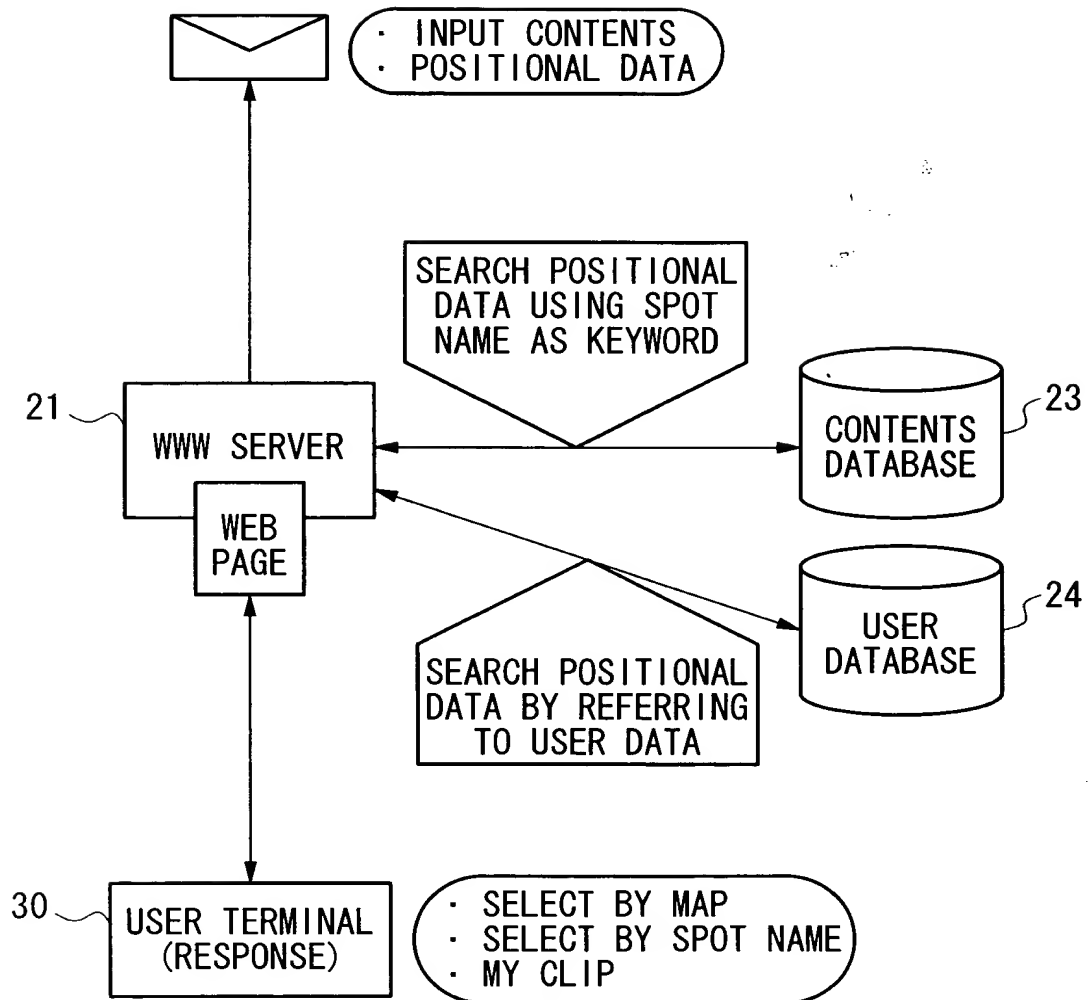 · INPUT CONTENTS
· POSITIONAL DATA
SEARCH POSITIONAL
DATA USING SPOT
NAME AS KEYWORD
21
WWW SERVER
WEB
PAGE
CONTENTS
DATABASE
23
USER
DATABASE
24
SEARCH POSITIONAL
DATA BY REFERRING
TO USER DATA
30
USER TERMINAL
(RESPONSE)
· SELECT BY MAP
· SELECT BY SPOT NAME
· MY CLIP